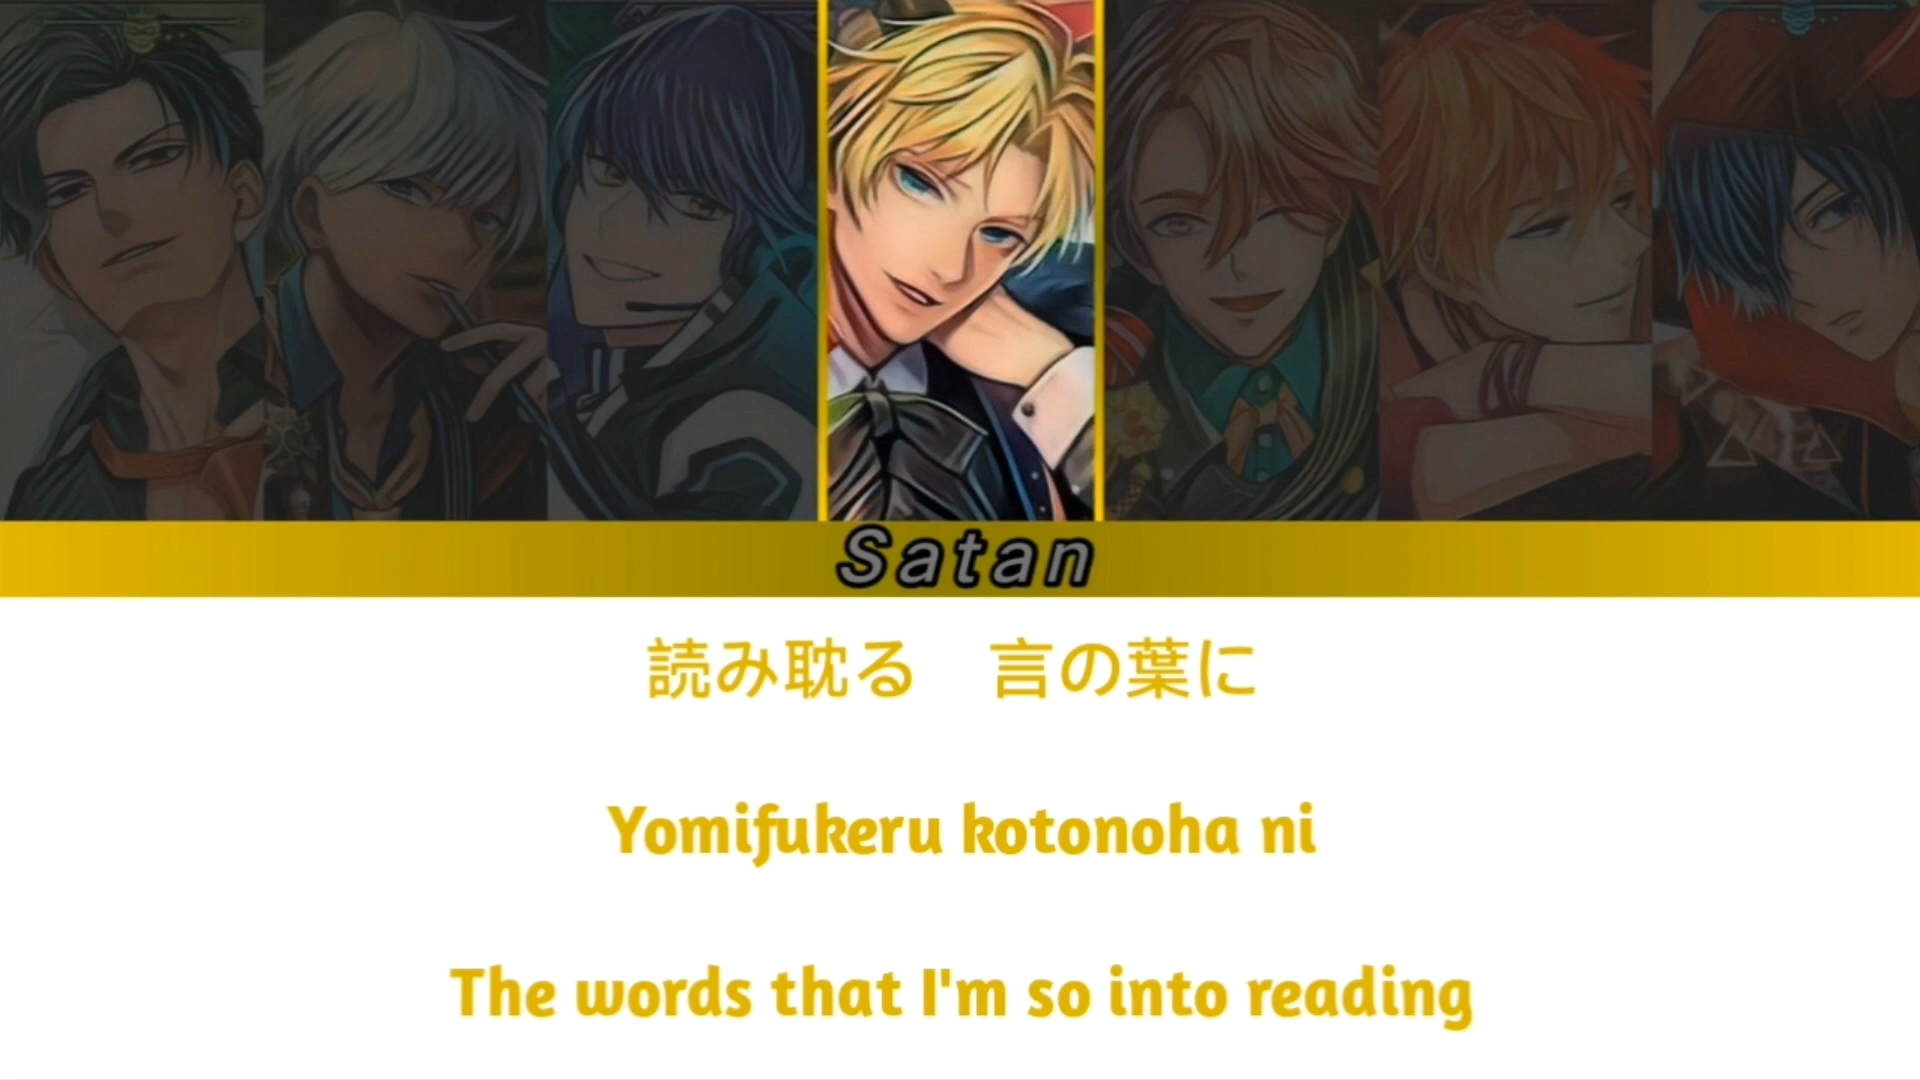 Satan
読み耽る　言の葉に
Yomifukeru kotonoha ni
The words that I'm so into reading